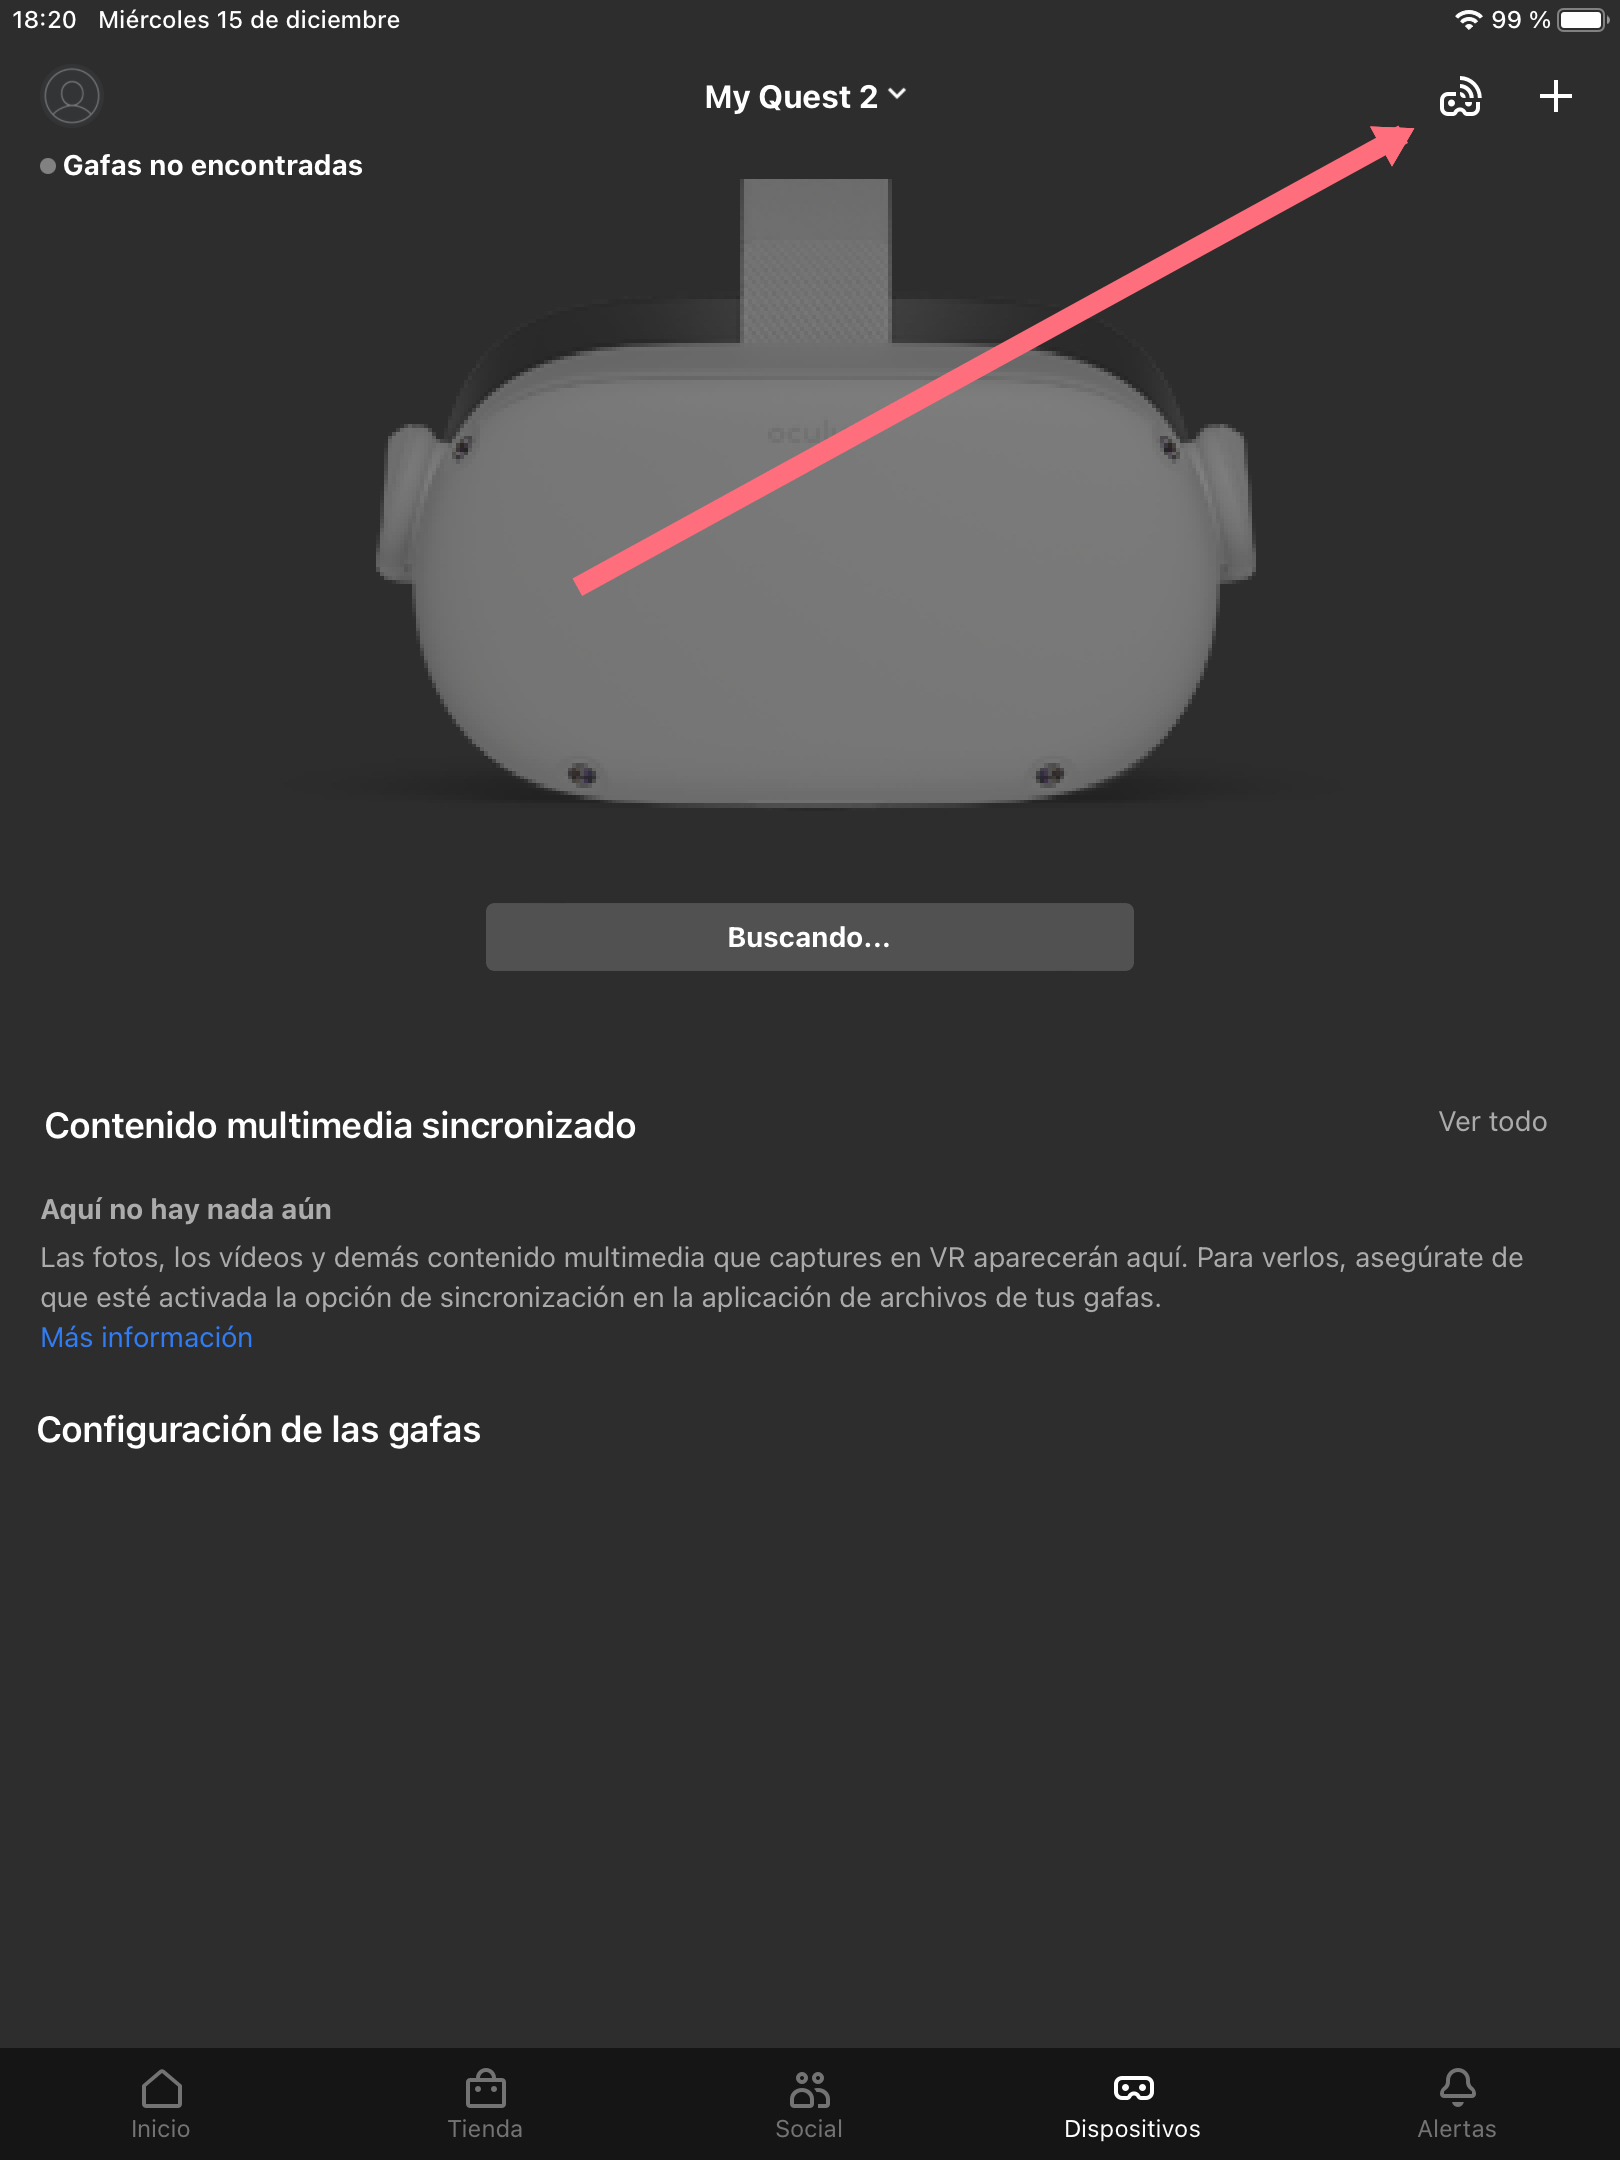 18:20 Miércoles 15 de diciembre 99 %
My Quest 2
Gafas no encontradas
Buscando...
Contenido multimedia sincronizado
Ver todo
Aquí no hay nada aún
Las fotos, los vídeos y demás contenido multimedia que captures en VR aparecerán aquí. Para verlos, asegúrate de
que esté activada la opción de sincronización en la aplicación de archivos de tus gafas.
Más información
Configuración de las gafas
Inicio
Tienda
Social
Dispositivos
Alertas